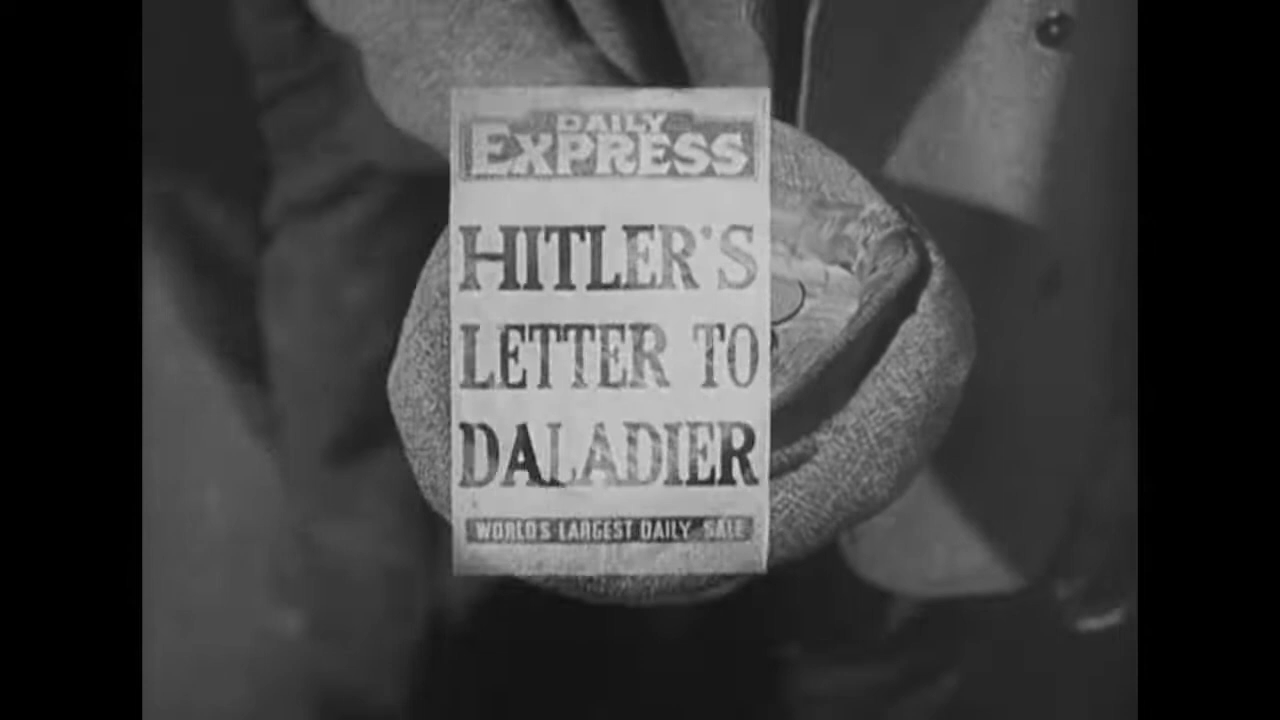 DAILY
EXPRESS
HITLER'S
LETTER TO
DALADIER
WORLD'S LARGEST DAILY SALE